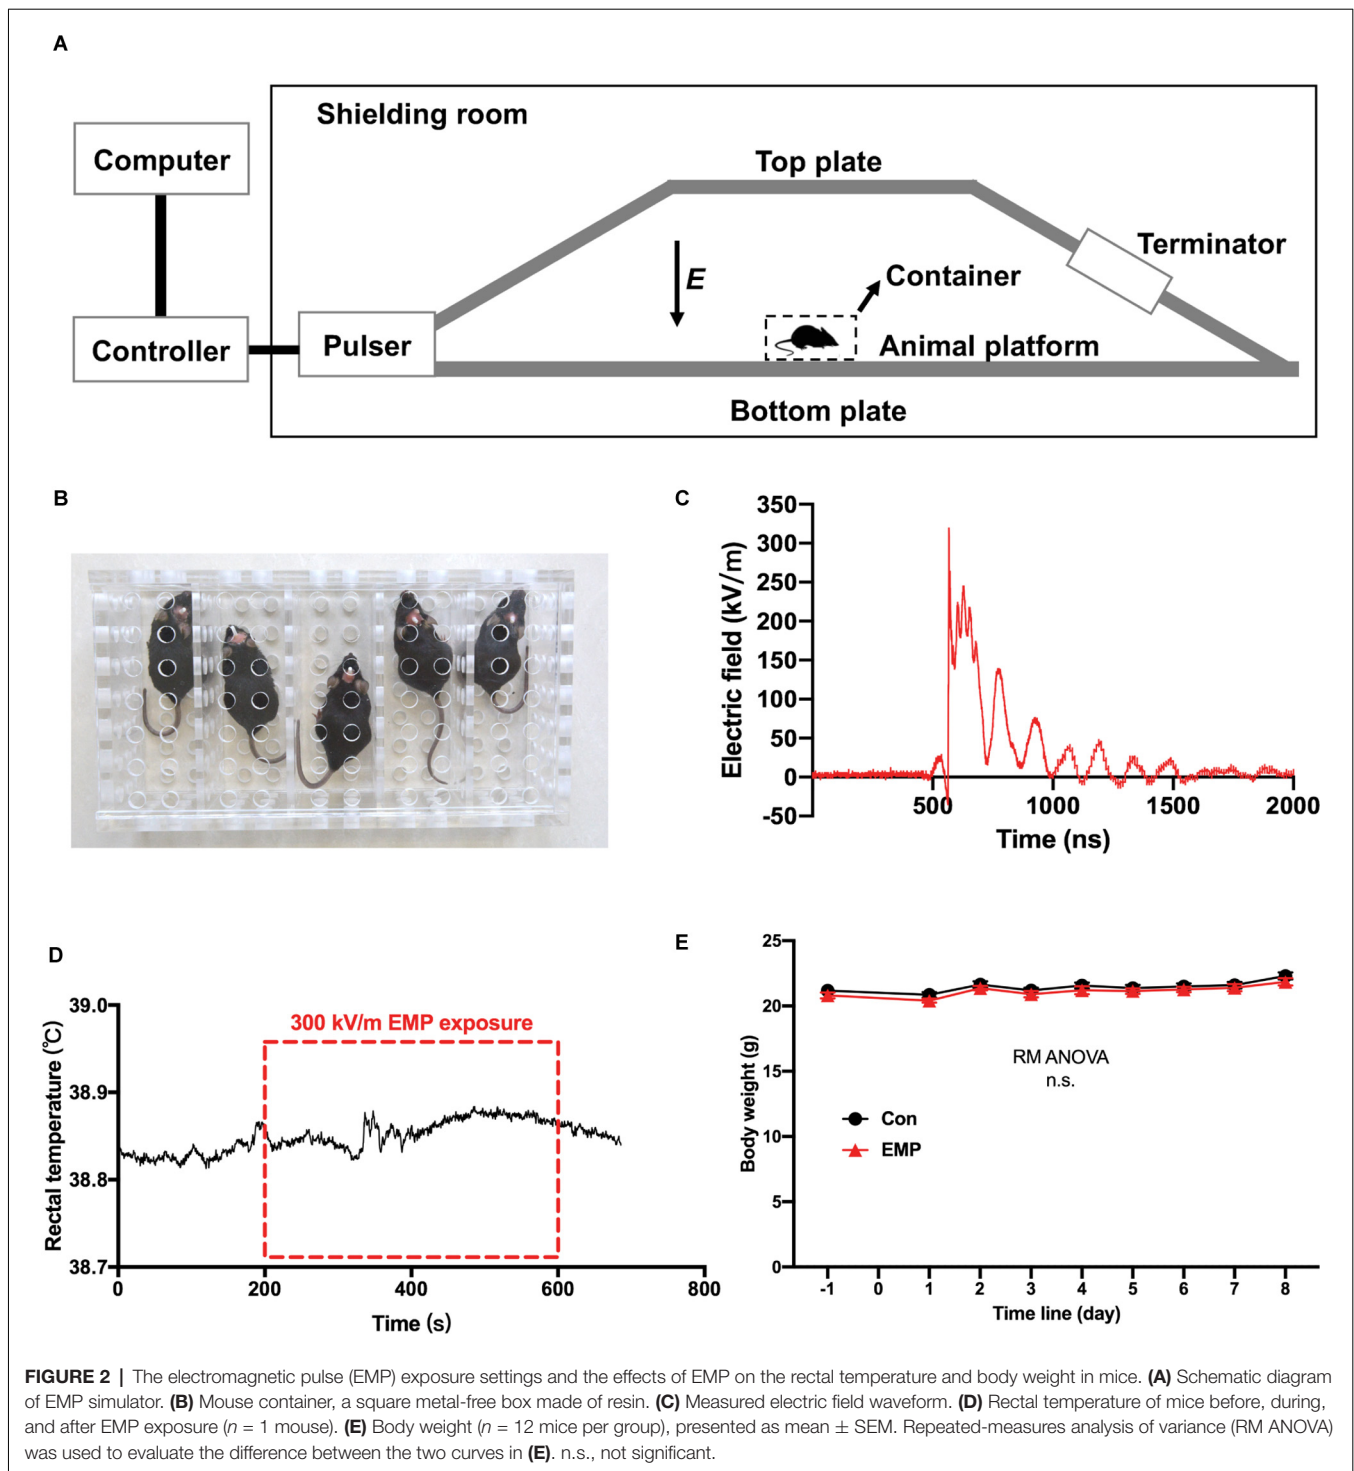 A
Shielding room
Computer
Top plate
Terminator
E
Container
Controller
Pulser
Animal platform
Bottom plate
B
C
350
300
250
200
150
100
50
0
-50
Electric field (kV/m)
500
1000
1500
2000
Time (ns)
D
39.0
38.9
38.8
38.7
Rectal temperature (℃)
300 kV/m EMP exposure
0
200
400
600
800
Time (s)
E
25
20
15
10
5
0
Body weight (g)
RM ANOVA
n.s.
Con
EMP
-1
0
1
2
3
4
5
6
7
8
Time line (day)
FIGURE 2 | The electromagnetic pulse (EMP) exposure settings and the effects of EMP on the rectal temperature and body weight in mice. (A) Schematic diagram
of EMP simulator. (B) Mouse container, a square metal-free box made of resin. (C) Measured electric field waveform. (D) Rectal temperature of mice before, during,
and after EMP exposure (n = 1 mouse). (E) Body weight (n = 12 mice per group), presented as mean ± SEM. Repeated-measures analysis of variance (RM ANOVA)
was used to evaluate the difference between the two curves in (E). n.s., not significant.